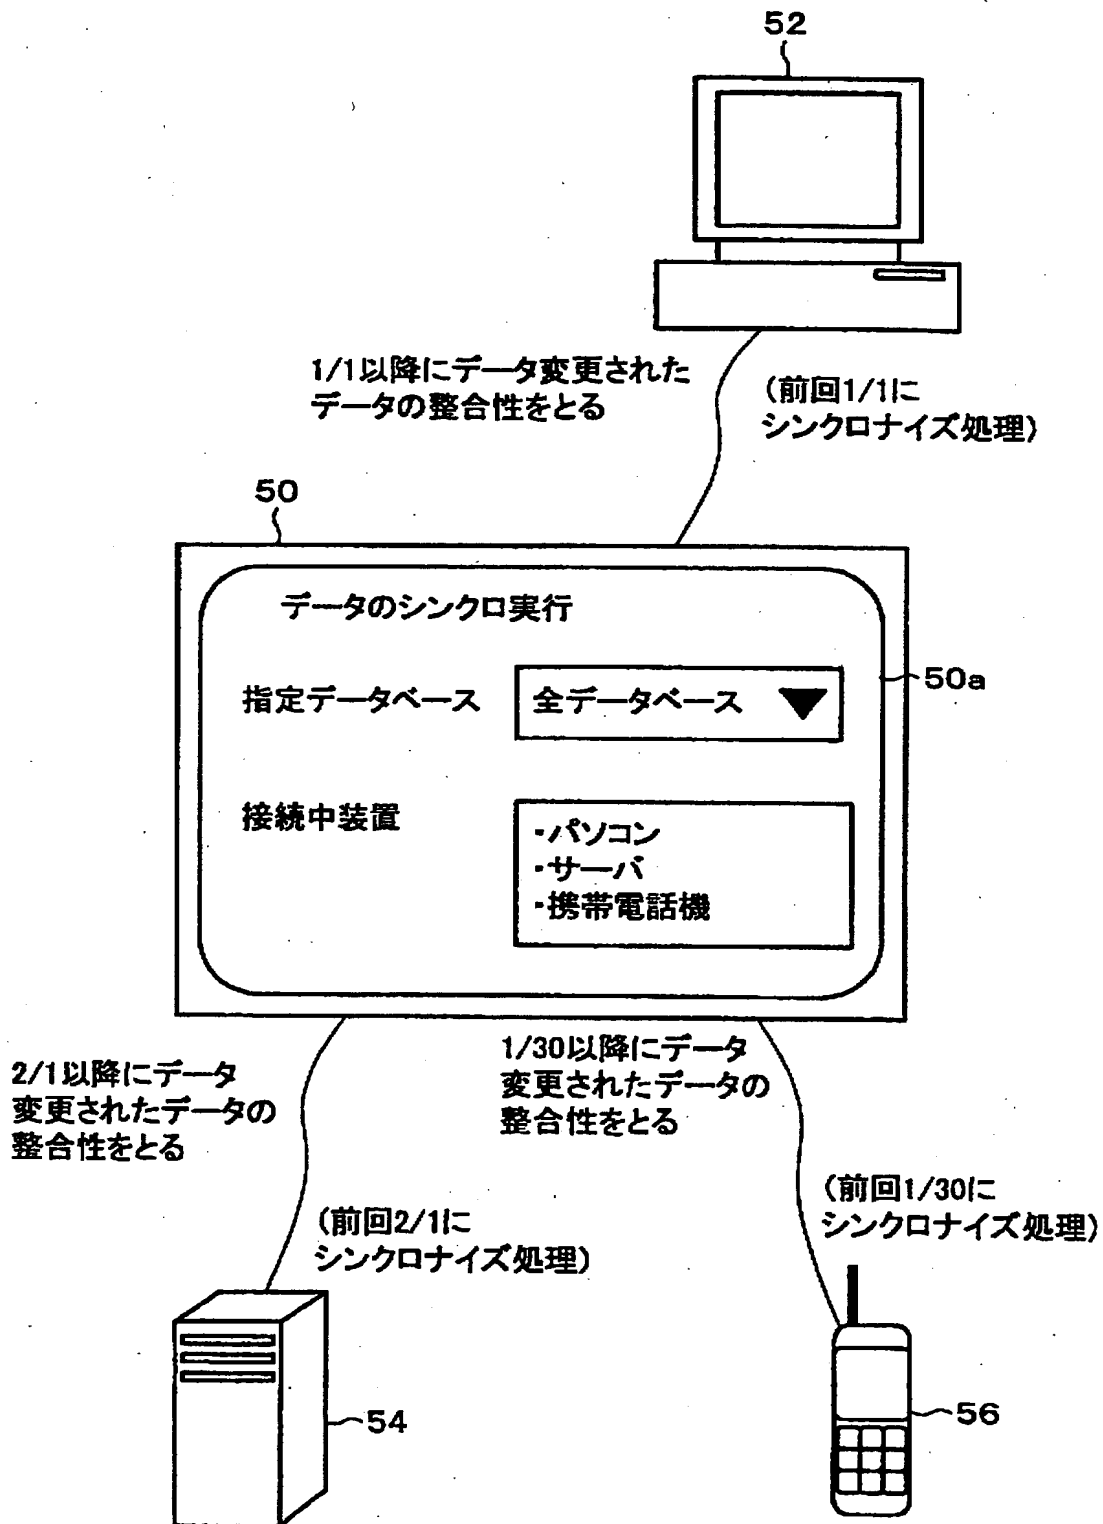 52
1/1以降にデータ変更された
データの整合性をとる
(前回1/1に
シンクロナイズ処理)
50
データのシンクロ実行
50a
指定データベース
全データベース
接続中装置
・パソコン
・サーバ
・携帯電話機
2/1以降にデータ
変更されたデータの
整合性をとる
1/30以降にデータ
変更されたデータの
整合性をとる
(前回2/1に
シンクロナイズ処理)
(前回1/30に
シンクロナイズ処理)
54
56